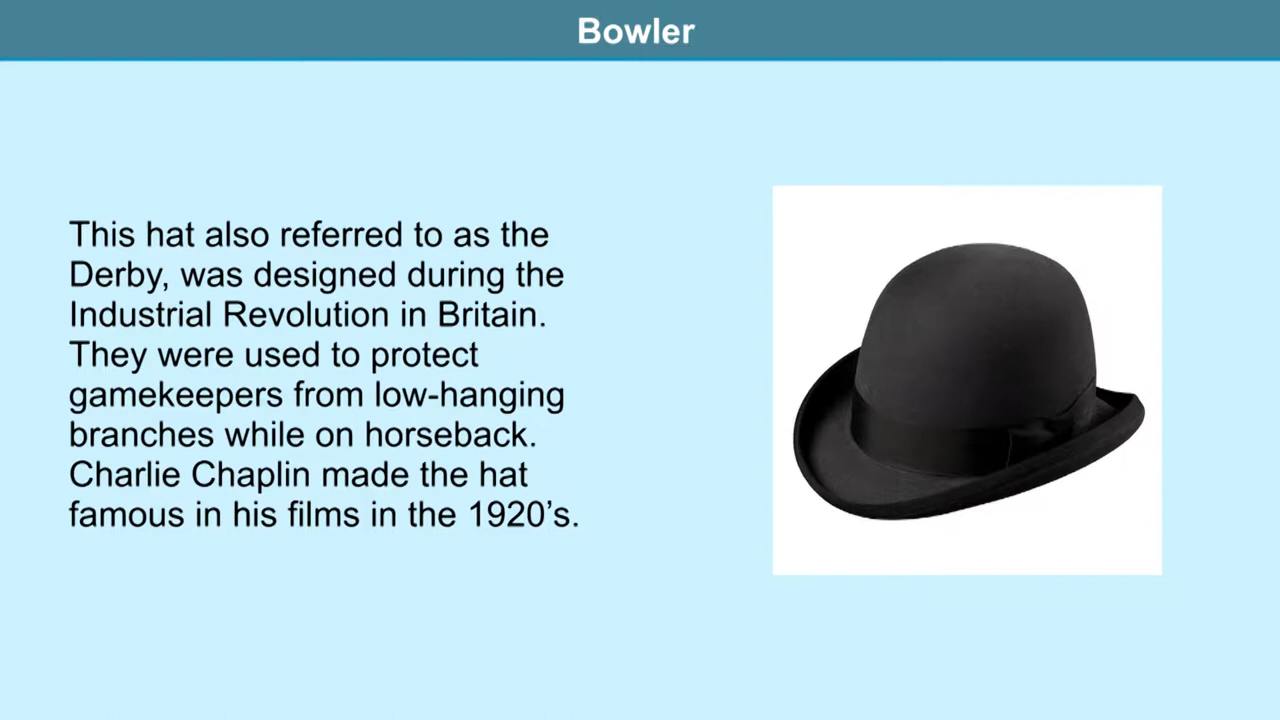 Bowler
This hat also referred to as the
Derby, was designed during the
Industrial Revolution in Britain.
They were used to protect
gamekeepers from low-hanging
branches while on horseback.
Charlie Chaplin made the hat
famous in his films in the 1920’s.